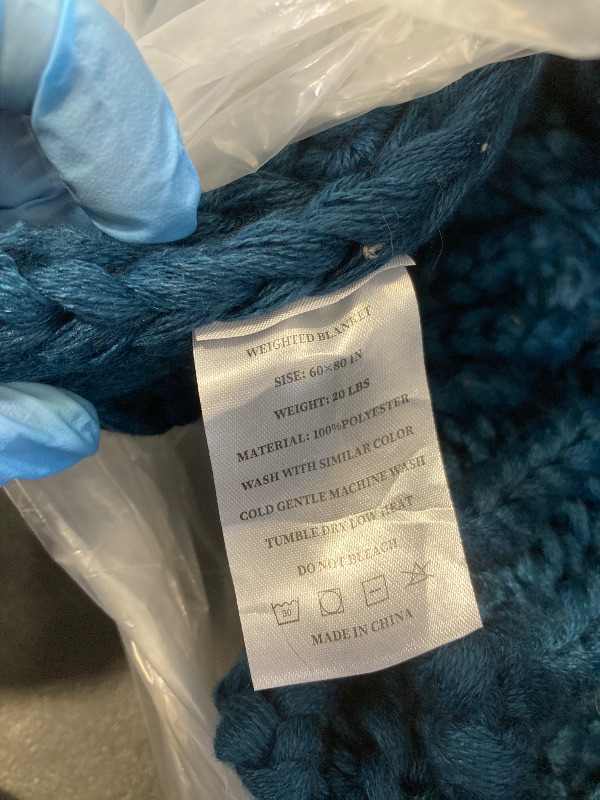 WEIGHTED BLANKET
SISE: 60×80 IN
WEIGHT: 20 LBS
MATERIAL: 100%POLYESTER
WASH WITH SIMILAR COLOR
COLD GENTLE MACHINE WASH
TUMBLE DRY LOW HEAT
DO NOT BLEACH
30
MADE IN CHINA